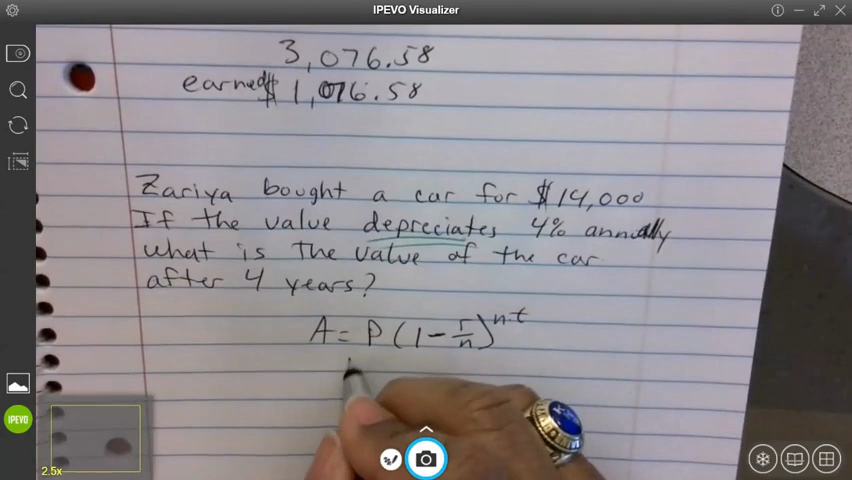 IPEVO Visualizer
3,076.58
earned $1,076.58
Zariya bought a car for $14,000
If the value depreciates 4% annually
what is the value of the car
after 4 years?
A = P(1 - r/n)^nt
IPEVO
2.5x